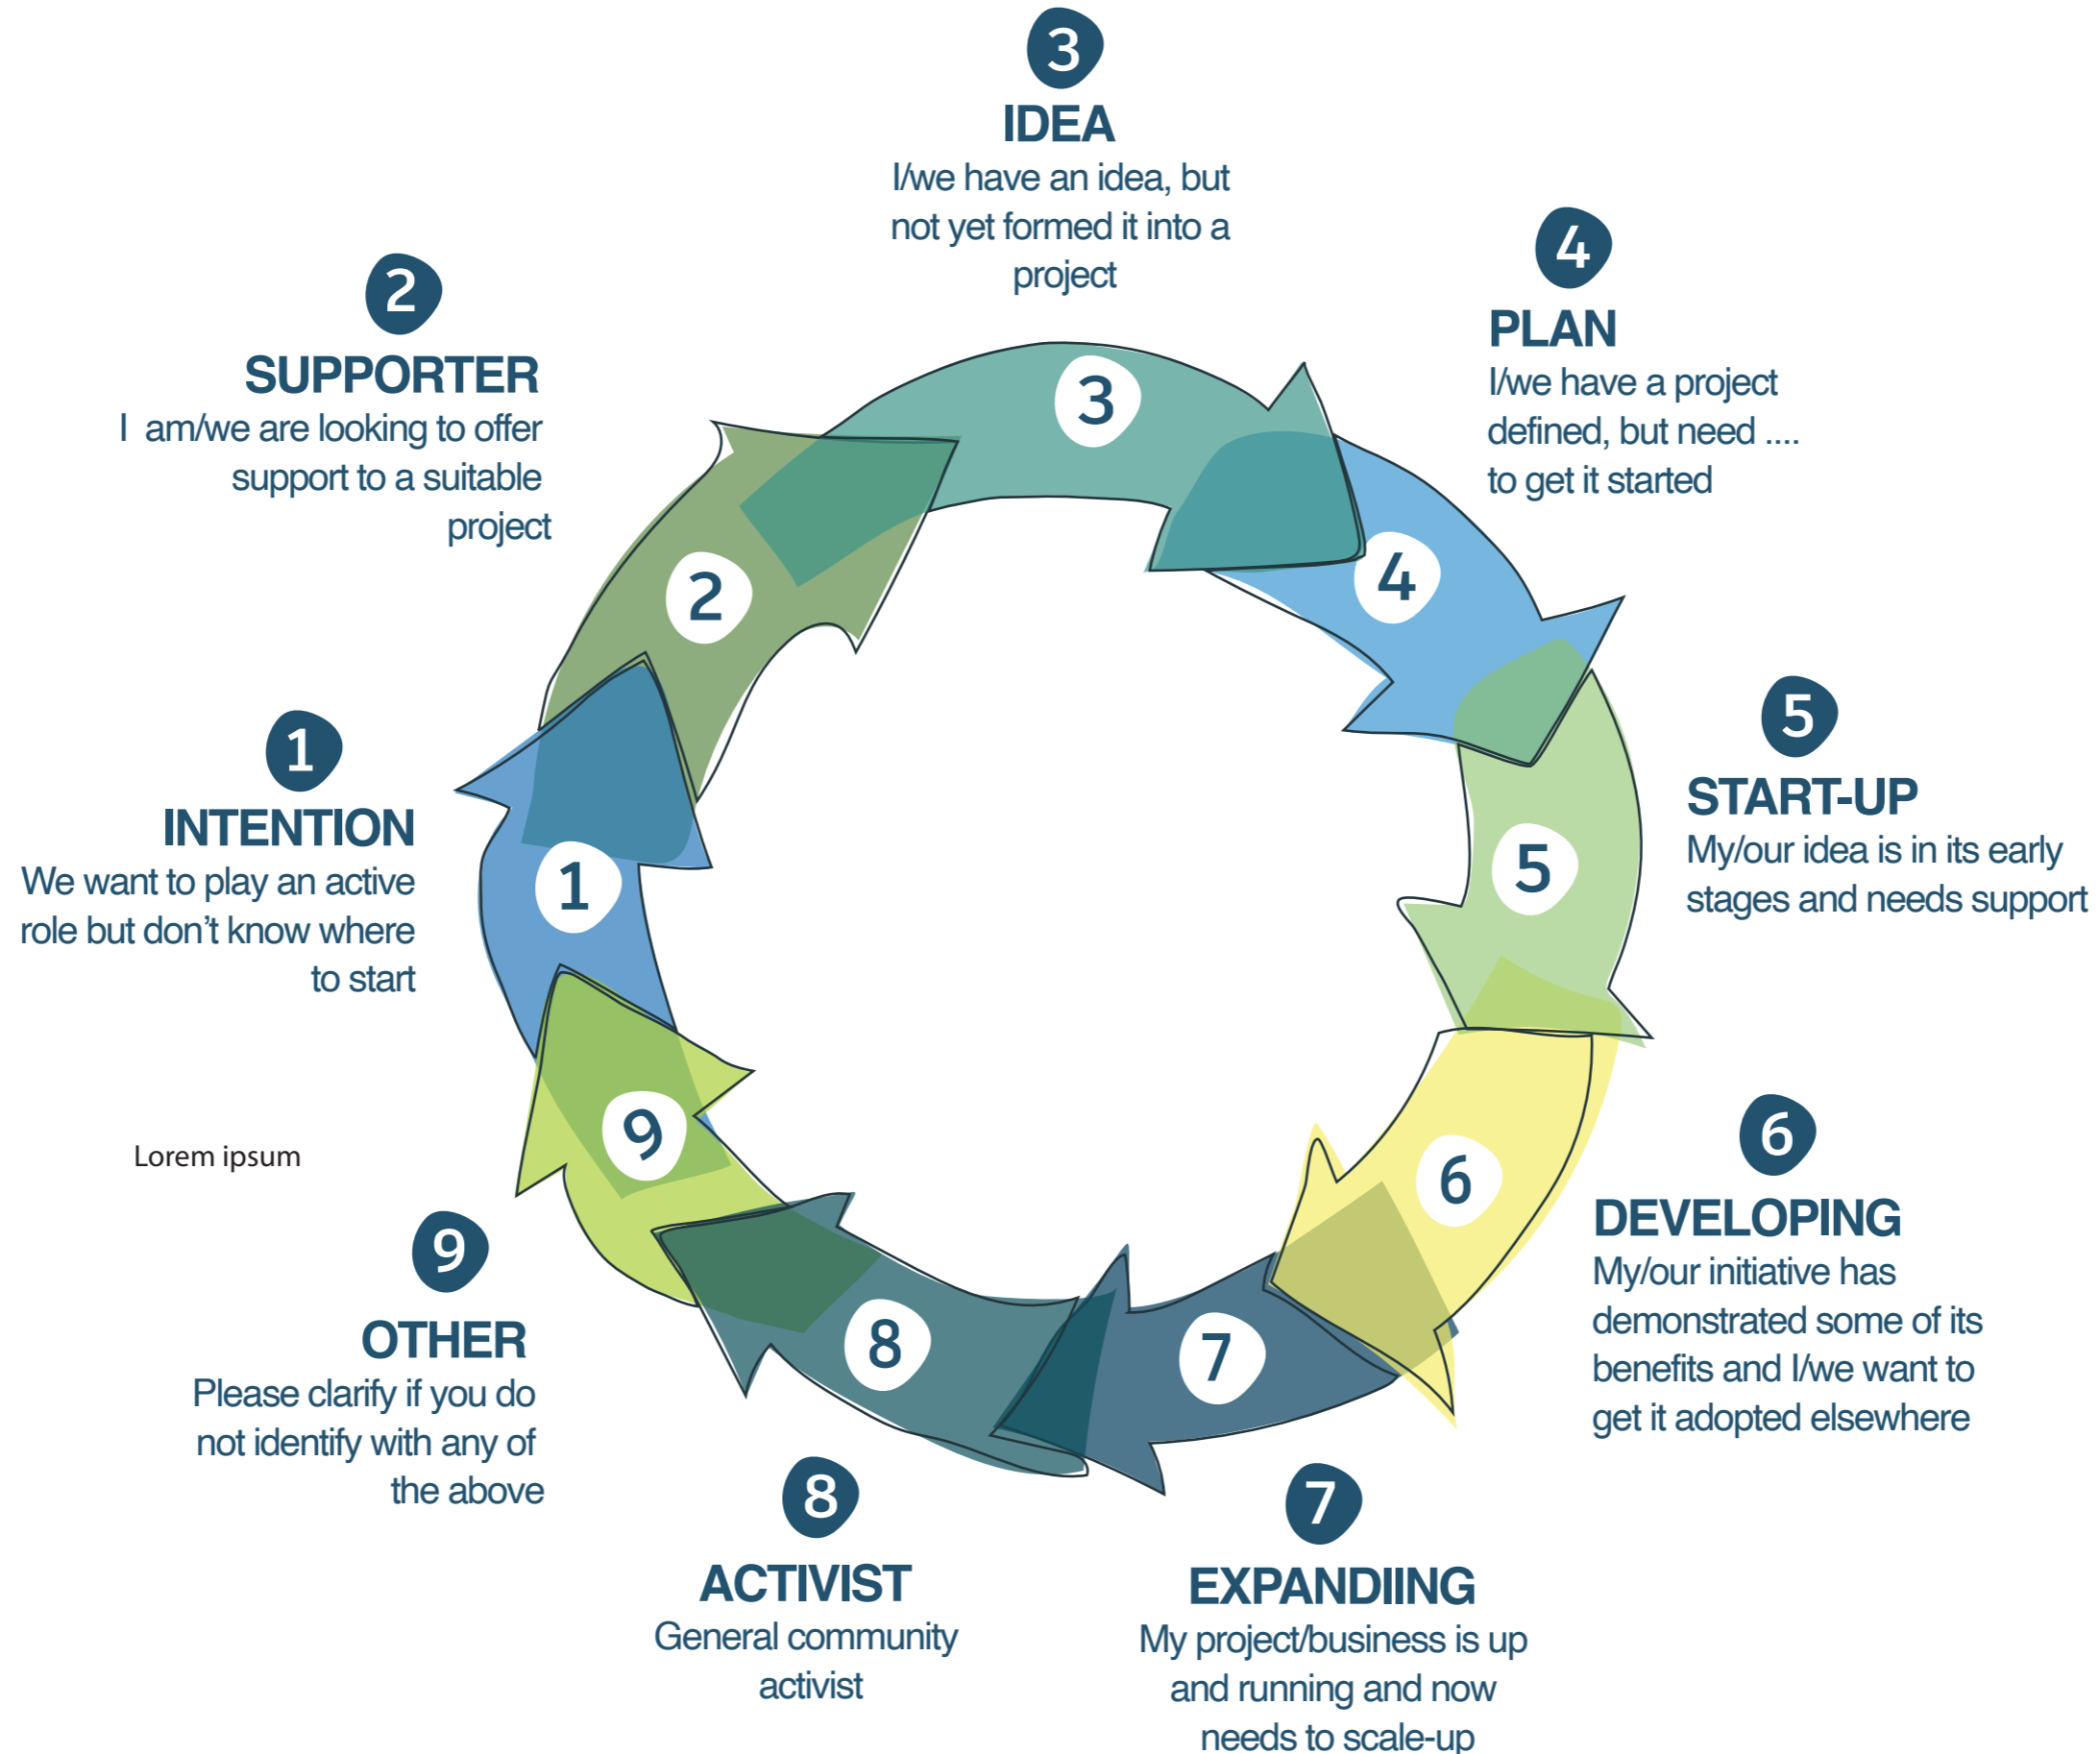 3
IDEA
I/we have an idea, but
not yet formed it into a
project
4
PLAN
I/we have a project
defined, but need ....
to get it started
2
SUPPORTER
I  am/we are looking to offer
support to a suitable
project
3
4
2
1
INTENTION
We want to play an active
role but don't know where
to start
5
START-UP
My/our idea is in its early
stages and needs support
5
1
9
6
Lorem ipsum
6
DEVELOPING
My/our initiative has
demonstrated some of its
benefits and I/we want to
get it adopted elsewhere
9
OTHER
Please clarify if you do
not identify with any of
the above
8
7
8
ACTIVIST
General community
activist
7
EXPANDIING
My project/business is up
and running and now
needs to scale-up